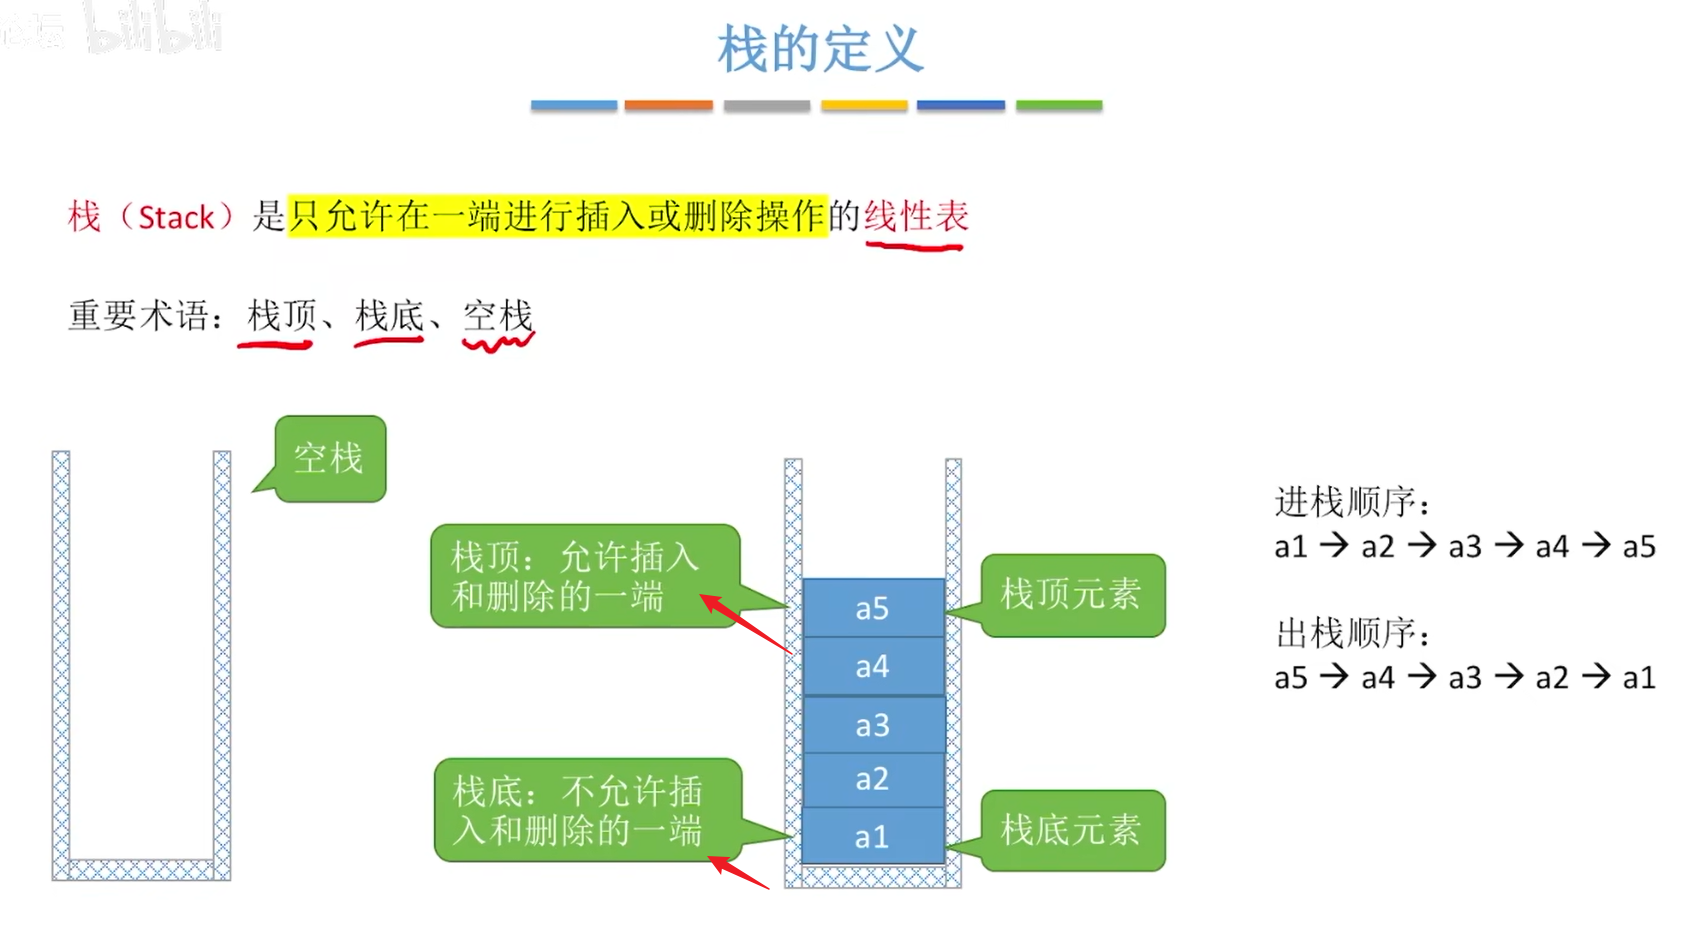 bilibili
栈的定义
栈（Stack）是只允许在一端进行插入或删除操作的线性表
重要术语：栈顶、栈底、空栈
空栈
栈顶：允许插入
和删除的一端
栈底：不允许插
入和删除的一端
a5
a4
a3
a2
a1
栈顶元素
栈底元素
进栈顺序：
a1→a2→a3→a4→a5
出栈顺序：
a5→a4→a3→a2→a1